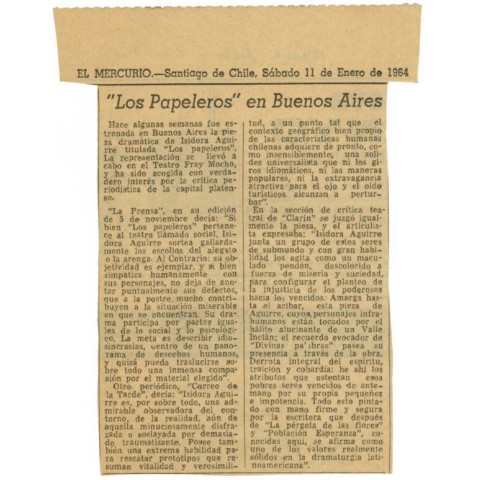 EL MERCURIO.—Santiago de Chile, Sábado 11 de Enero de 1964
"Los Papeleros" en Buenos Aires
Hace algunas semanas fue es-
trenada en Buenos Aires la pie-
za dramática de Isidora Agui-
rre titulada "Los papeleros".
La representación se llevó a
cabo en el Teatro Fray Mocho,
y ha sido acogida con verda-
dero interés por la crítica pe-
riodística de la capital platen-
se.
"La Prensa", en su edición
de 5 de noviembre decía: "Si
bien "Los papeleros" pertene-
ce al teatro llamado social, Isi-
dora Aguirre sortea gallarda-
mente los escollos del alegato
o la arenga. Al Contrario: su ob-
jetividad es ejemplar, y si bien
simpatiza humanamente con
sus personajes, no deja de ano-
tar puntualmente sus defectos,
que a la postre, mucho contri-
buyen a la situación miserable
en que se encuentran. Su dra-
ma participa por partes igua-
les de lo social y lo psicológi-
co. La meta es describir idio-
sincrasias, dentro de un pano-
rama de desechos humanos,
y quizá pueda traslucirse so-
bre todo una inmensa compa-
sión por el material elegido".
Otro periódico, "Correo de
la Tarde", decía: "Isidora Agui-
rre es, por sobre todo, una ad-
mirable observadora del con-
torno, de la realidad, aún de
aquella minuciosamente disfra-
zada o soslayada por demasia-
do traumatizante. Posee tam-
bién una extrema habilidad pa-
ra rescatar prototipos que re-
suman vitalidad y verosimili-
tud, a un punto tal que el
contexto geográfico bien propio
de las características humanas
chilenas adquiere de pronto, co-
mo insensiblemente, una soli-
dez universalista que ni los gi-
ros idiomáticos, ni las maneras
populares, ni la extravagancia
atractiva para el ojo y el oído
turísticos alcanzan a pertur-
bar".
En la sección de crítica tea-
tral de "Clarín" se juzgó igual-
mente la pieza, y el articulis-
ta expresaba: "Isidora Aguirre
junta un grupo de estos seres
de submundo y con gran habi-
lidad los agita como un macu-
lado pendón, descolorido a
fuerza de miseria y suciedad,
para configurar el planteo de
la injusticia de los poderosos
hacia los vencidos. Amarga has-
ta el acíbar, esta pieza de
Aguirre, cuyos personajes infra-
humanos están tocados por el
hálito alucinante de un Valle
Inclán; el recuerdo evocador de
"Divinas pa'abras" pasea su
presencia a través de la obra.
Derrota integral del espíritu,
traición y cobardía: he ahí los
atributos que ostentan esos
pobres seres vencidos de ante-
mano por su propia pequeñez
e impotencia. Todo esto pinta-
do con mano firme y segura
por la escritora que después
de "La pérgola de las flores" y
"Población Esperanza", co-
nocidas aquí, se afirma como
uno de los valores realmente
sólidos en la dramaturgia lati-
noamericana".